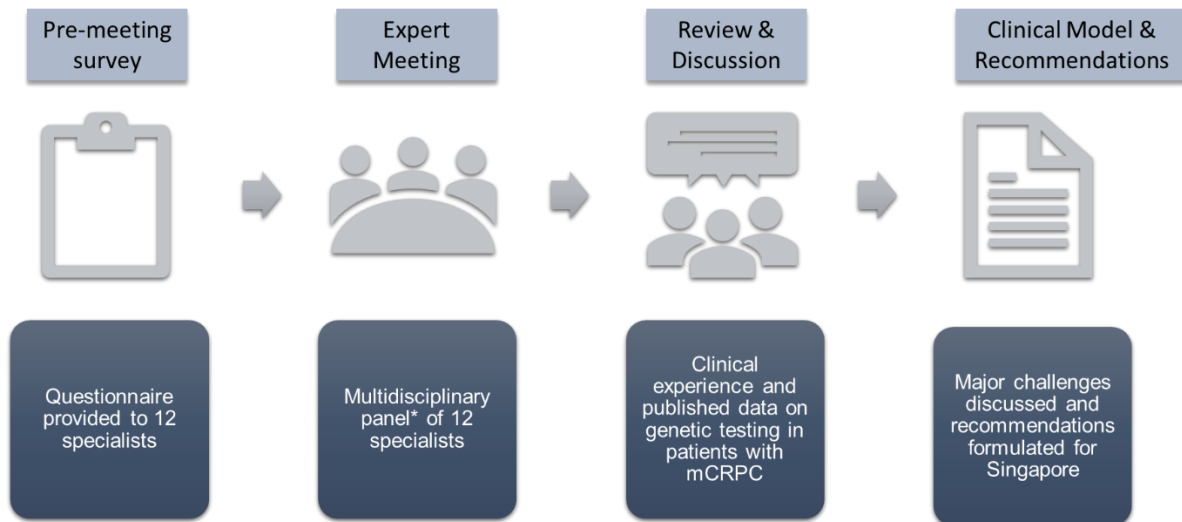 Pre-meeting
survey
Expert
Meeting
Review &
Discussion
Clinical Model &
Recommendations
Questionnaire
provided to 12
specialists
Multidisciplinary
panel* of 12
specialists
Clinical
experience and
published data on
genetic testing in
patients with
mCRPC
Major challenges
discussed and
recommendations
formulated for
Singapore